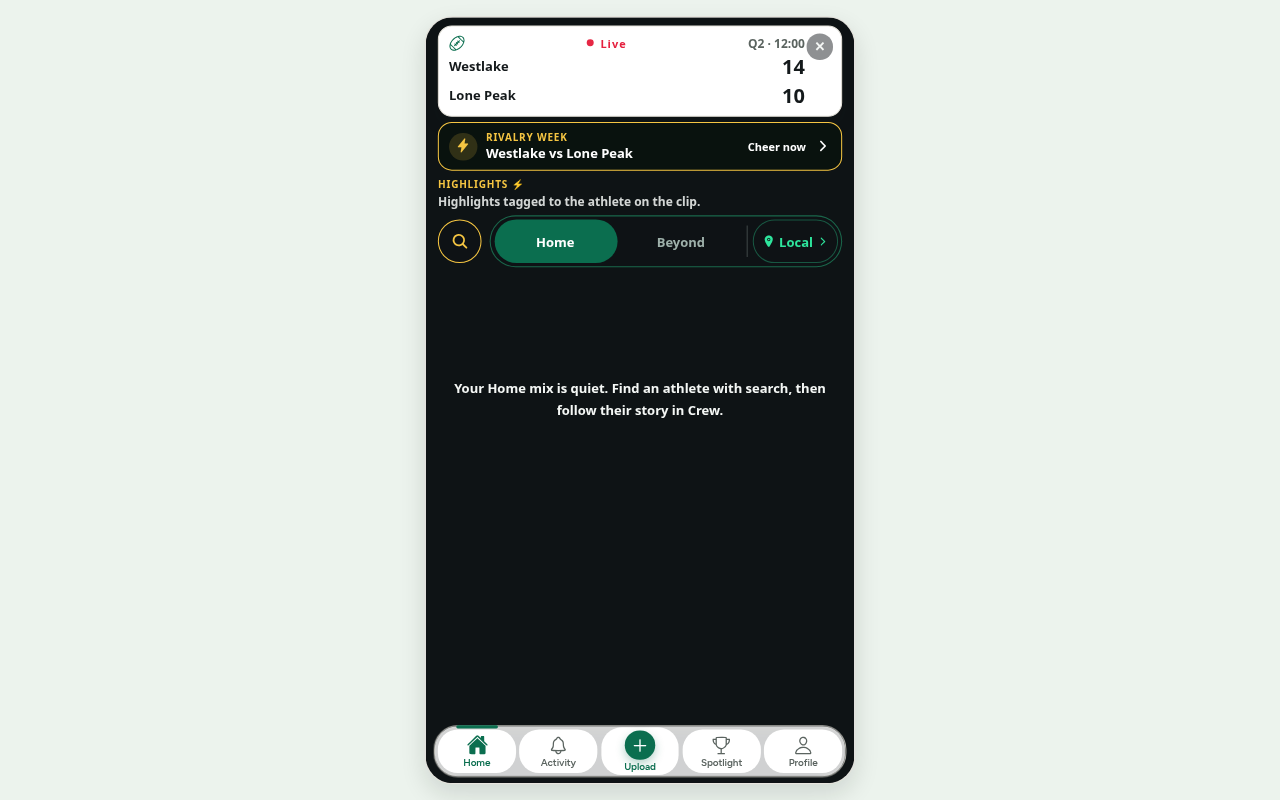 Live
Q2 · 12:00
Westlake 14
Lone Peak 10
RIVALRY WEEK
Westlake vs Lone Peak
Cheer now
HIGHLIGHTS ⚡
Highlights tagged to the athlete on the clip.
Home
Beyond
Local
Your Home mix is quiet. Find an athlete with search, then
follow their story in Crew.
Home
Activity
Upload
Spotlight
Profile